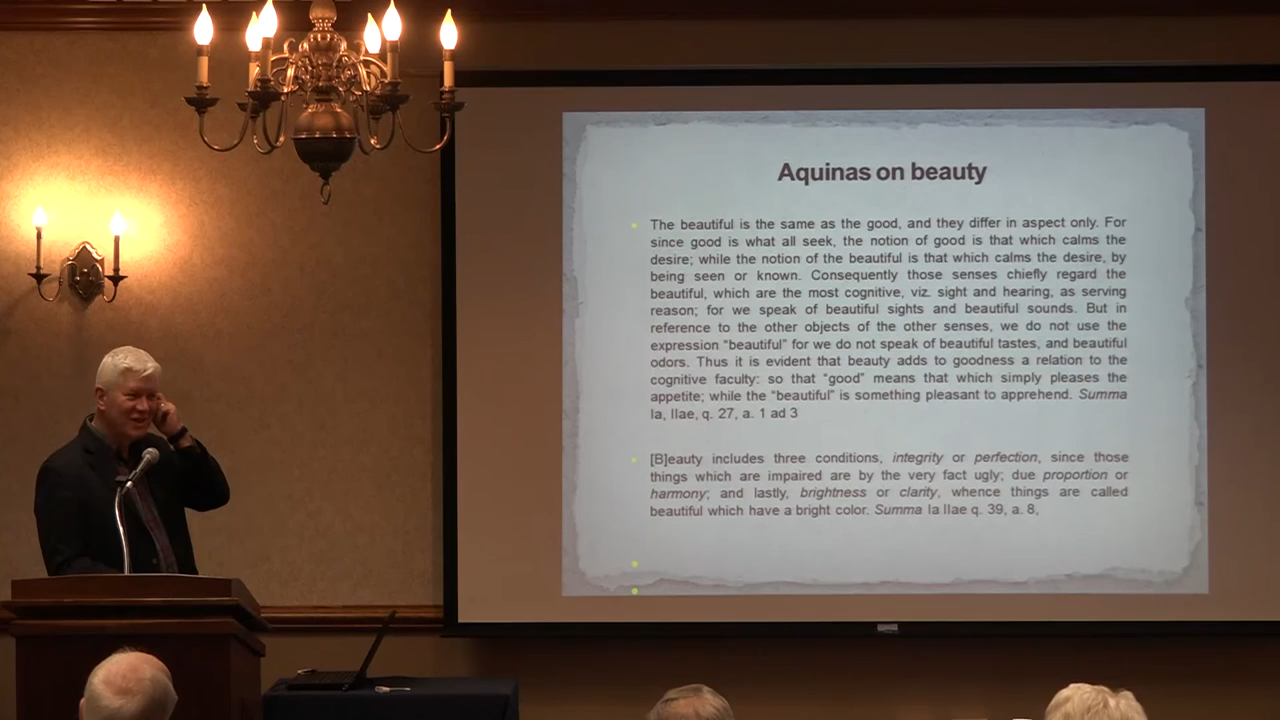 Aquinas on beauty
The beautiful is the same as the good, and they differ in aspect only. For
since good is what all seek, the notion of good is that which calms the
desire; while the notion of the beautiful is that which calms the desire, by
being seen or known. Consequently those senses chiefly regard the
beautiful, which are the most cognitive, viz. sight and hearing, as serving
reason; for we speak of beautiful sights and beautiful sounds. But in
reference to the other objects of the other senses, we do not use the
expression “beautiful” for we do not speak of beautiful tastes, and beautiful
odors. Thus it is evident that beauty adds to goodness a relation to the
cognitive faculty: so that “good” means that which simply pleases the
appetite; while the “beautiful” is something pleasant to apprehend. Summa
Ia, IIae, q. 27, a. 1 ad 3
[B]eauty includes three conditions, integrity or perfection, since those
things which are impaired are by the very fact ugly; due proportion or
harmony; and lastly, brightness or clarity, whence things are called
beautiful which have a bright color. Summa Ia IIae q. 39, a. 8,